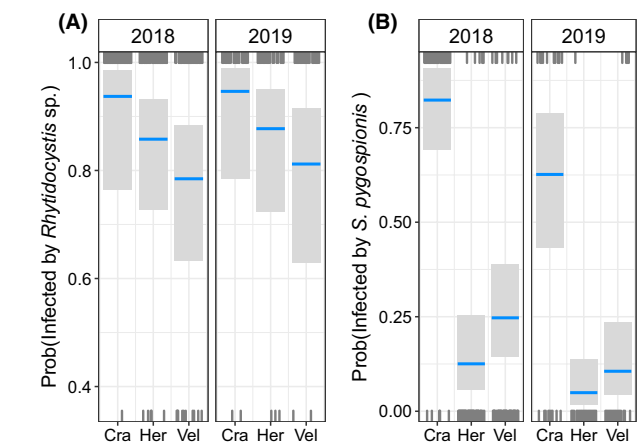 (A)
2018 2019
Prob(Infected by Rhytidocystis sp.)
1.0
0.8
0.6
0.4
Cra Her Vel Cra Her Vel
(B)
2018 2019
Prob(Infected by S. pygospionis )
0.75
0.50
0.25
0.00
Cra Her Vel Cra Her Vel